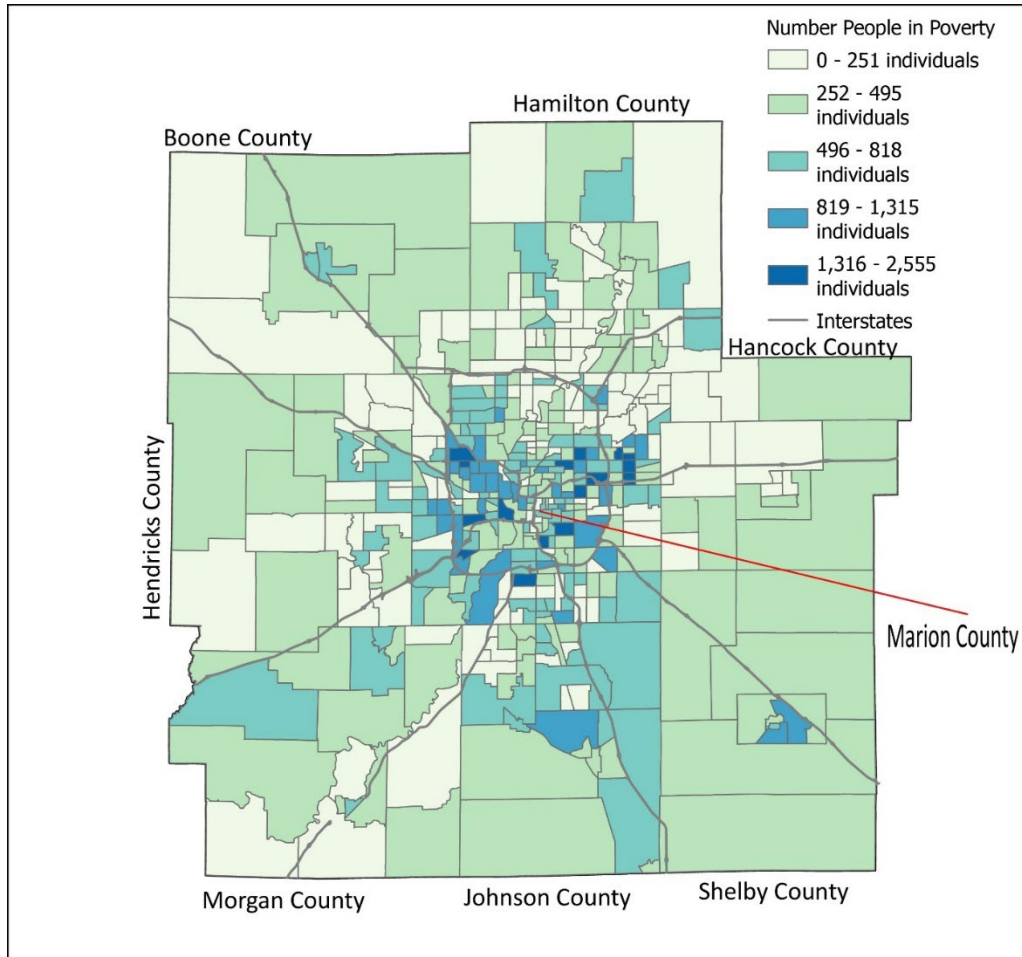 Number People in Poverty
0 - 251 individuals
252 - 495
individuals
496 - 818
individuals
819 - 1,315
individuals
1,316 - 2,555
individuals
Interstates
Hamilton County
Boone County
Hancock County
Hendricks County
Marion County
Morgan County
Johnson County
Shelby County